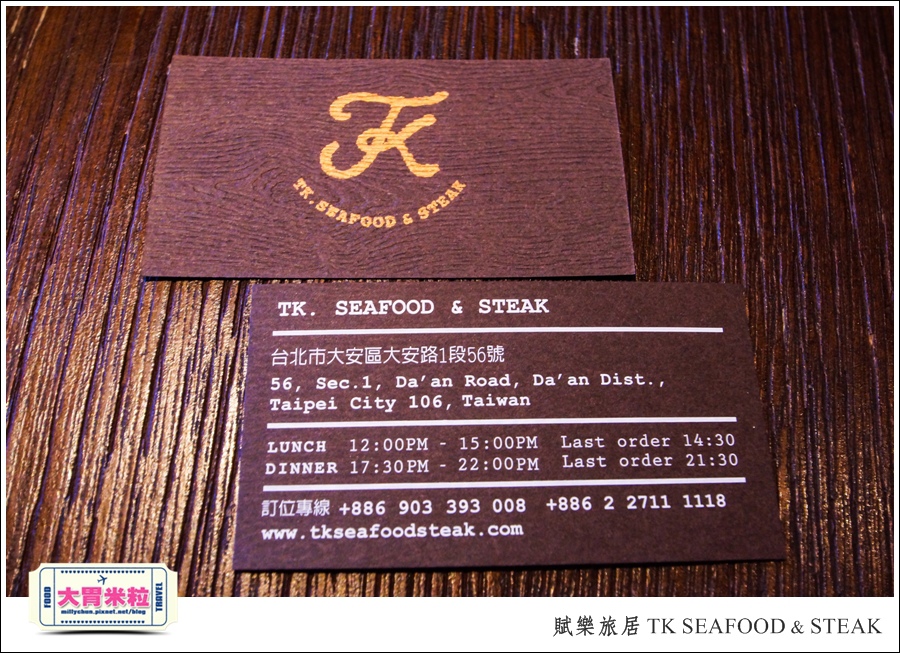 TK
TK. SEAFOOD & STEAK
TK. SEAFOOD & STEAK
台北市大安區大安路1段56號
56, Sec.1, Da'an Road, Da'an Dist.,
Taipei City 106, Taiwan
LUNCH 12:00PM - 15:00PM Last order 14:30
DINNER 17:30PM - 22:00PM Last order 21:30
訂位專線 +886 903 393 008 +886 2 2711 1118
www.tkseafoodsteak.com
FOOD
大胃米粒
millychun.pixnet.net/blog
TRAVEL
賦樂旅居 TK SEAFOOD & STEAK